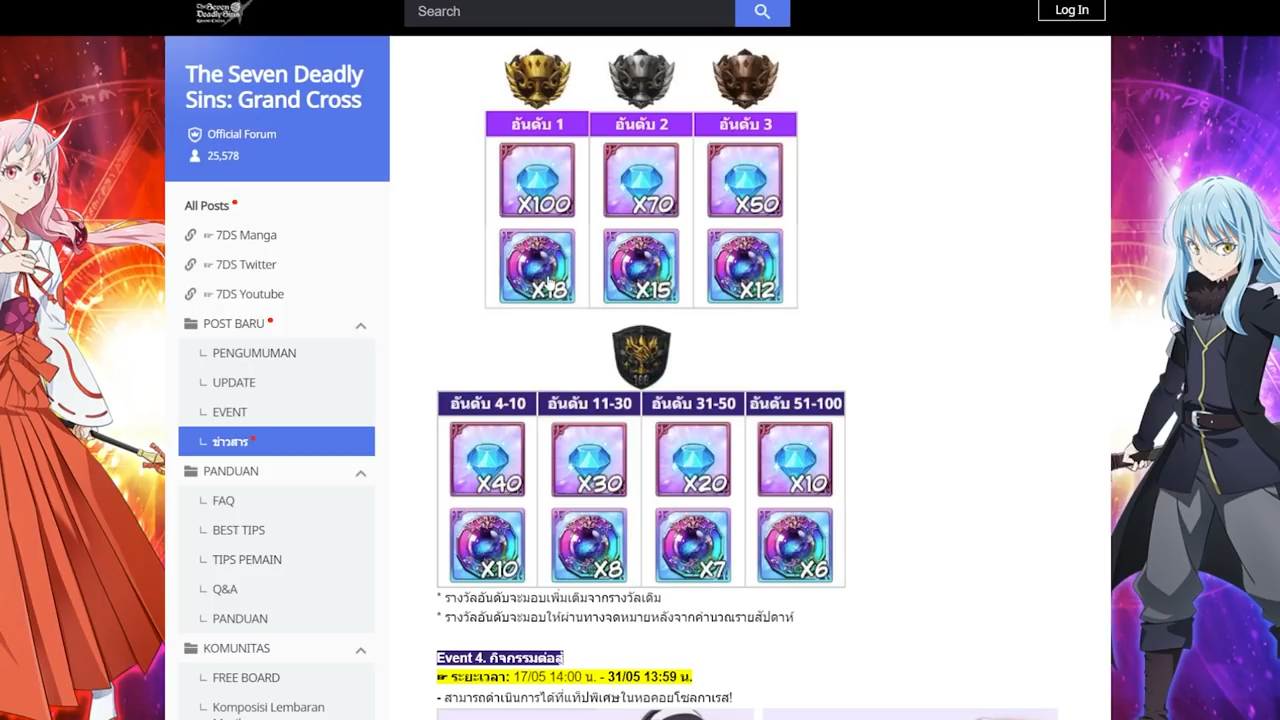 The Seven Deadly Sins GRAND CROSS
Search
Log In
The Seven Deadly
Sins: Grand Cross
Official Forum
25,578
All Posts
☞ 7DS Manga
☞ 7DS Twitter
☞ 7DS Youtube
POST BARU
PENGUMUMAN
UPDATE
EVENT
ข่าวสาร
PANDUAN
FAQ
BEST TIPS
TIPS PEMAIN
Q&A
PANDUAN
KOMUNITAS
FREE BOARD
Komposisi Lembaran
อันดับ 1 อันดับ 2 อันดับ 3
X100 X70 X50
X18 X15 X12
100
อันดับ 4-10 อันดับ 11-30 อันดับ 31-50 อันดับ 51-100
X40 X30 X20 X10
X10 X8 X7 X6
* รางวัลอันดับจะมอบเพิ่มเติมจากรางวัลเดิม
* รางวัลอันดับจะมอบให้ผ่านทางจดหมายหลังจากคำนวณรายสัปดาห์
Event 4. กิจกรรมต่อสู้
☞ ระยะเวลา: 17/05 14:00 น. - 31/05 13:59 น.
- สามารถดำเนินการได้ที่แท็ปพิเศษในหอคอยโซลกาเรส!